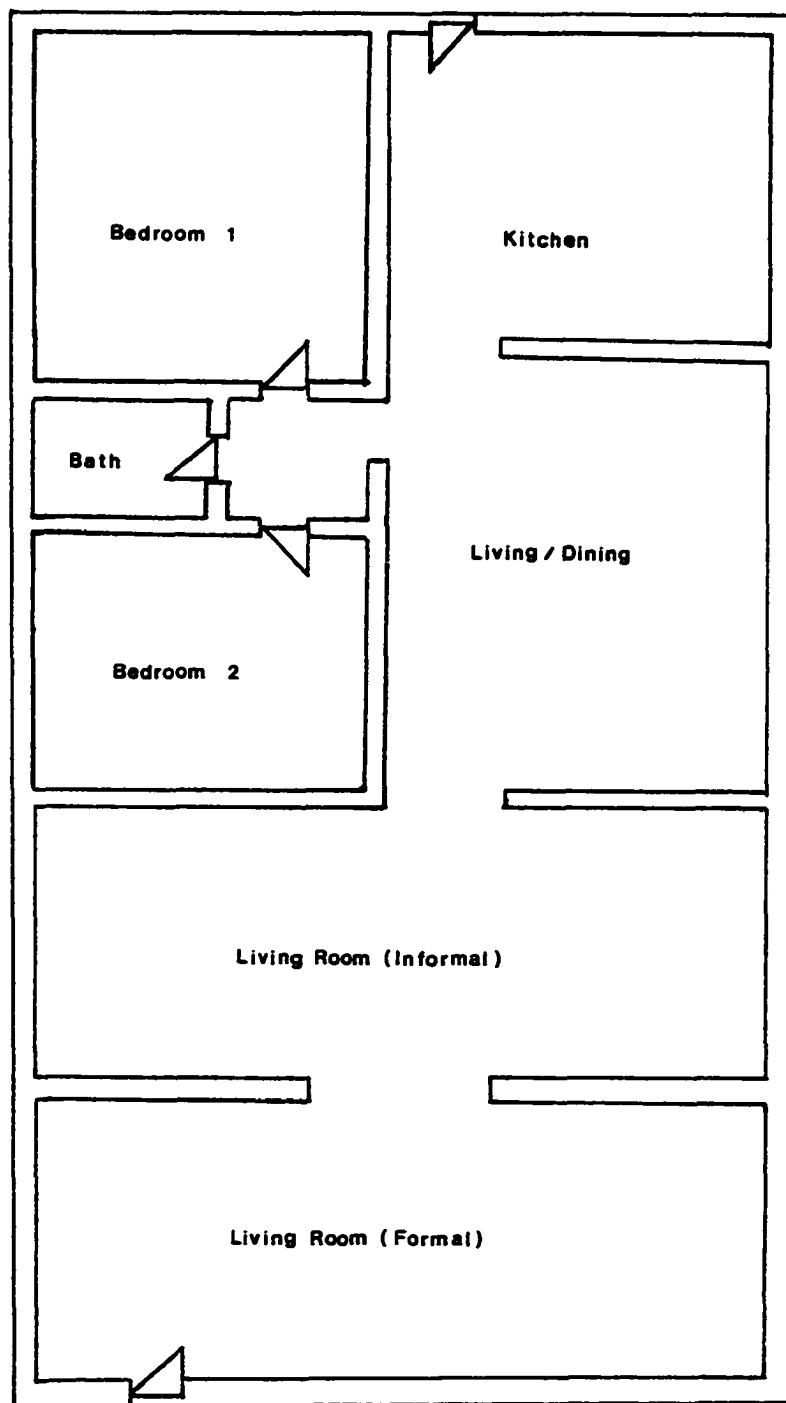 Bedroom 1
Kitchen
Bath
Living / Dining
Bedroom 2
Living Room (Informal)
Living Room (Formal)